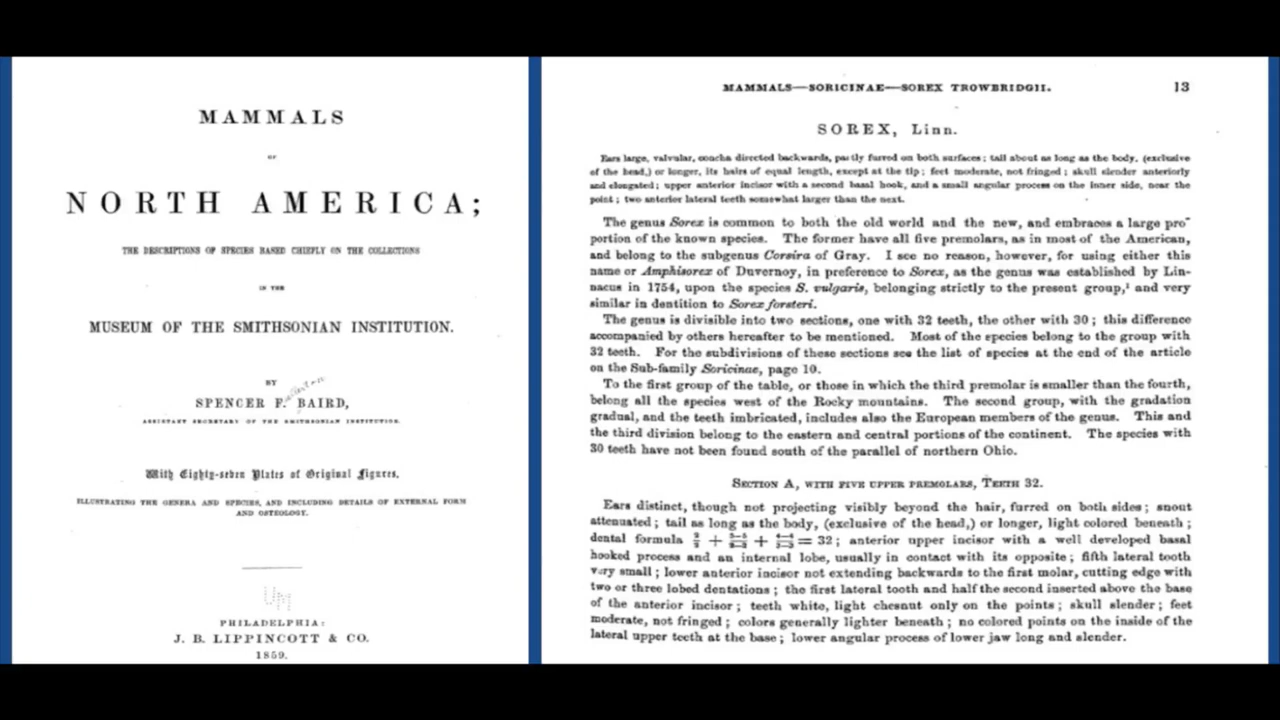 MAMMALS
OF
NORTH AMERICA;
THE DESCRIPTIONS OF SPECIES BASED CHIEFLY ON THE COLLECTIONS
IN THE
MUSEUM OF THE SMITHSONIAN INSTITUTION.
BY
SPENCER F. BAIRD,
ASSISTANT SECRETARY OF THE SMITHSONIAN INSTITUTION.
With Eighty-seven Plates of Original Figures,
ILLUSTRATING THE GENERA AND SPECIES, AND INCLUDING DETAILS OF EXTERNAL FORM
AND OSTEOLOGY.
UM
PHILADELPHIA:
J. B. LIPPINCOTT & CO.
1859.
MAMMALS—SORICINAE—SOREX TROWBRIDGII. 13
SOREX, Linn.
Ears large, valvular, concha directed backwards, partly furred on both surfaces; tail about as long as the body, (exclusive
of the head,) or longer, its hairs of equal length, except at the tip; feet moderate, not fringed; skull slender anteriorly
and elongated; upper anterior incisor with a second basal hook, and a small angular process on the inner side, near the
point; two anterior lateral teeth somewhat larger than the next.
The genus Sorex is common to both the old world and the new, and embraces a large pro-
portion of the known species. The former have all five premolars, as in most of the American,
and belong to the subgenus Corsira of Gray. I see no reason, however, for using either this
name or Amphisorex of Duvernoy, in preference to Sorex, as the genus was established by Lin-
naeus in 1754, upon the species S. vulgaris, belonging strictly to the present group,¹ and very
similar in dentition to Sorex forsteri.
The genus is divisible into two sections, one with 32 teeth, the other with 30; this difference
accompanied by others hereafter to be mentioned. Most of the species belong to the group with
32 teeth. For the subdivisions of these sections see the list of species at the end of the article
on the Sub-family Soricinae, page 10.
To the first group of the table, or those in which the third premolar is smaller than the fourth,
belong all the species west of the Rocky mountains. The second group, with the gradation
gradual, and the teeth imbricated, includes also the European members of the genus. This and
the third division belong to the eastern and central portions of the continent. The species with
30 teeth have not been found south of the parallel of northern Ohio.
SECTION A, WITH FIVE UPPER PREMOLARS, TEETH 32.
Ears distinct, though not projecting visibly beyond the hair, furred on both sides; snout
attenuated; tail as long as the body, (exclusive of the head,) or longer, light colored beneath;
dental formula = 32; anterior upper incisor with a well developed basal
hooked process and an internal lobe, usually in contact with its opposite; fifth lateral tooth
very small; lower anterior incisor not extending backwards to the first molar, cutting edge with
two or three lobed dentations; the first lateral tooth and half the second inserted above the base
of the anterior incisor; teeth white, light chesnut only on the points; skull slender; feet
moderate, not fringed; colors generally lighter beneath; no colored points on the inside of the
lateral upper teeth at the base; lower angular process of lower jaw long and slender.